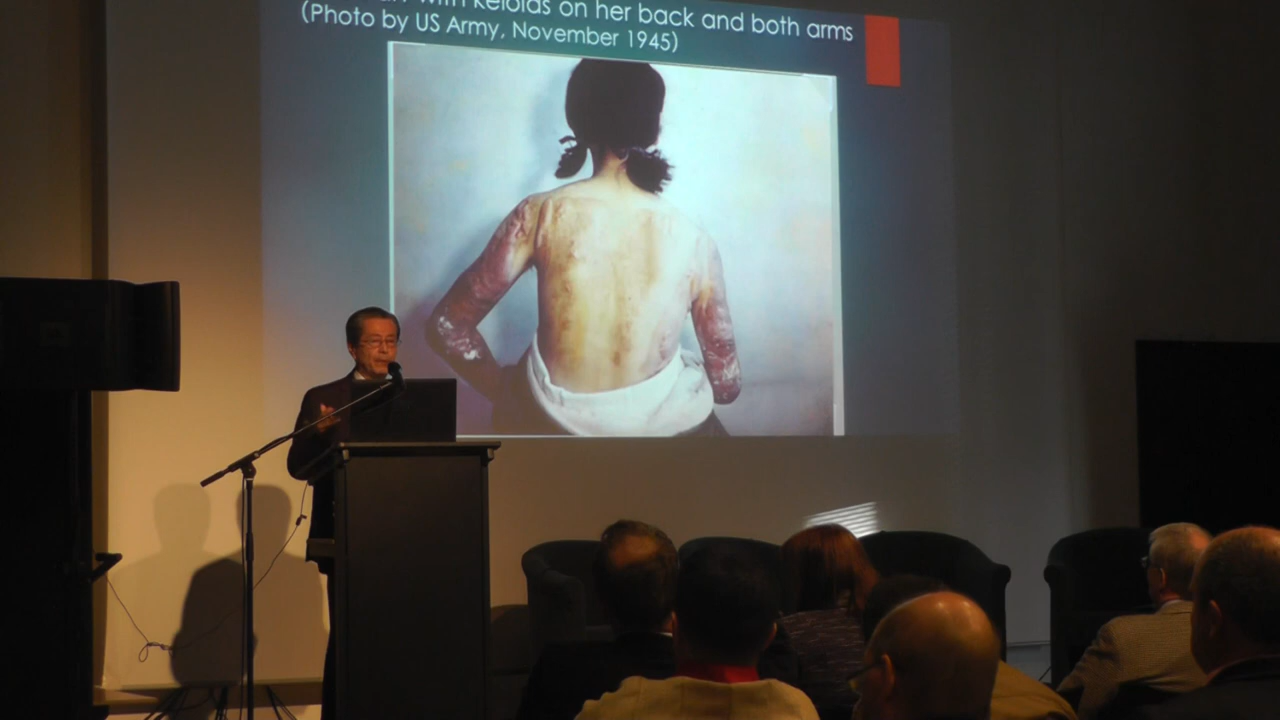 with keloids on her back and both arms
(Photo by US Army, November 1945)